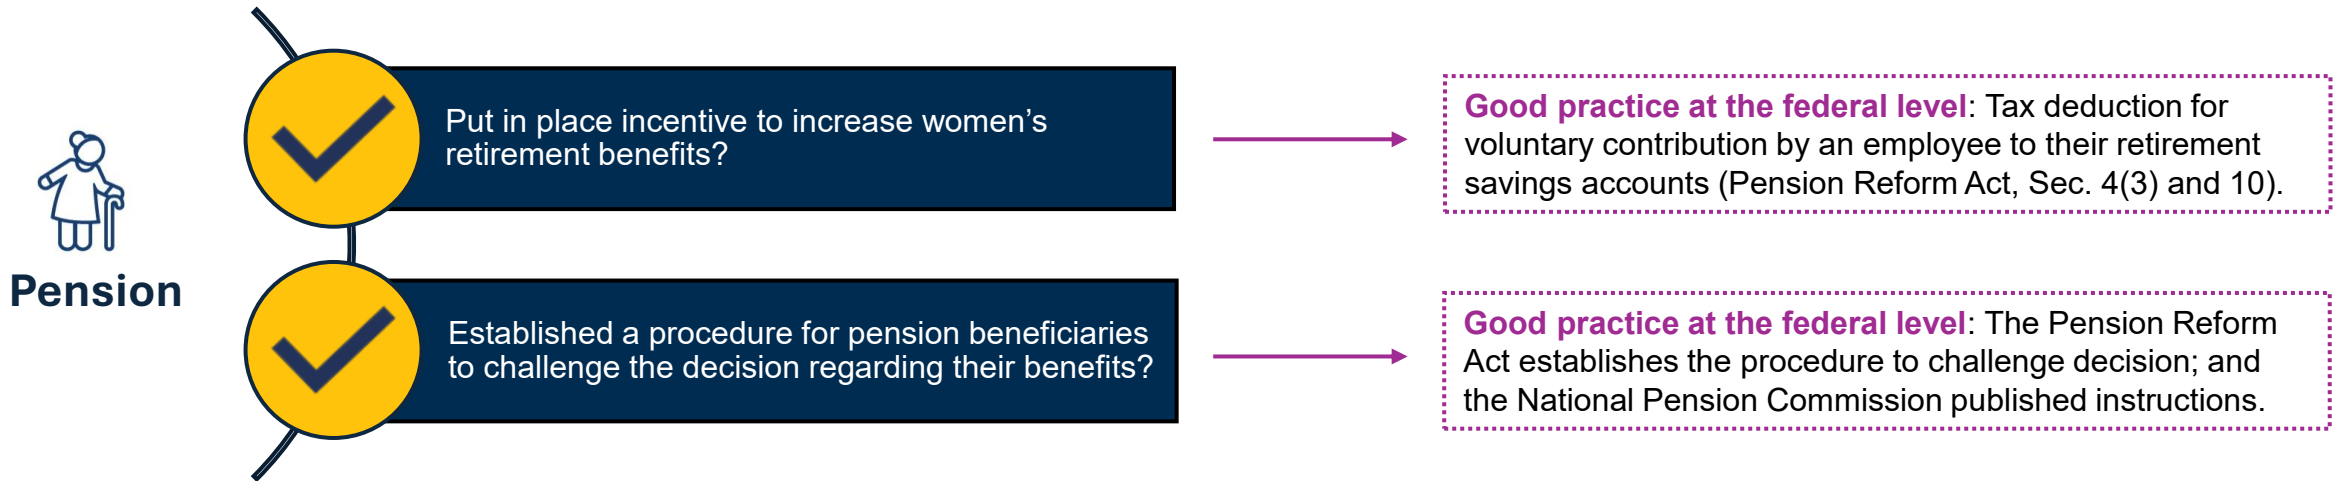 Pension
Put in place incentive to increase women’s
retirement benefits?
Good practice at the federal level: Tax deduction for
voluntary contribution by an employee to their retirement
savings accounts (Pension Reform Act, Sec. 4(3) and 10).
Established a procedure for pension beneficiaries
to challenge the decision regarding their benefits?
Good practice at the federal level: The Pension Reform
Act establishes the procedure to challenge decision; and
the National Pension Commission published instructions.